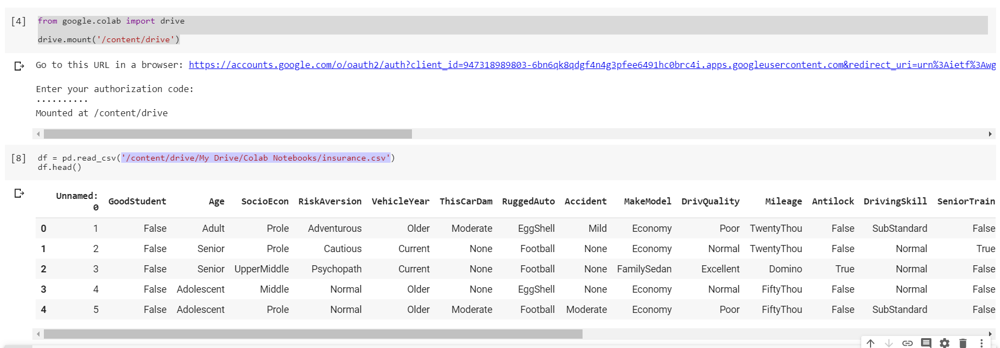 [4] from google.colab import drive
drive.mount('/content/drive')
Go to this URL in a browser: https://accounts.google.com/o/oauth2/auth?client_id=947318989803-6bn6qk8qdgf4n4g3pfee6491hc0brc4i.apps.googleusercontent.com&redirect_uri=urn%3Aietf%3Awg
Enter your authorization code:
··········
Mounted at /content/drive
[8] df = pd.read_csv('/content/drive/My Drive/Colab Notebooks/insurance.csv')
df.head()
Unnamed: 0 GoodStudent Age SocioEcon RiskAversion VehicleYear ThisCarDam RuggedAuto Accident MakeModel DrivQuality Mileage Antilock DrivingSkill SeniorTrain
0 1 False Adult Prole Adventurous Older Moderate EggShell Mild Economy Poor TwentyThou False SubStandard False
1 2 False Senior Prole Cautious Current None Football None Economy Normal TwentyThou False Normal True
2 3 False Senior UpperMiddle Psychopath Current None Football None FamilySedan Excellent Domino True Normal False
3 4 False Adolescent Middle Normal Older None EggShell None Economy Normal FiftyThou False Normal False
4 5 False Adolescent Prole Normal Older Moderate Football Moderate Economy Poor FiftyThou False SubStandard False